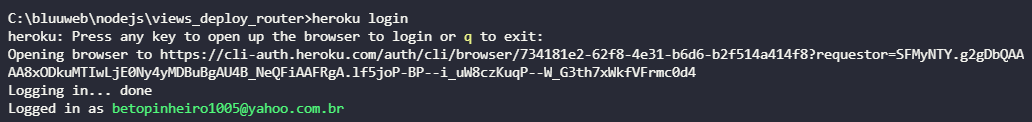 C:\bluuweb\nodejs\views_deploy_router>heroku login
heroku: Press any key to open up the browser to login or q to exit:
Opening browser to https://cli-auth.heroku.com/auth/cli/browser/734181e2-62f8-4e31-b6d6-b2f514a414f8?requestor=SFMyNTY.g2gDbQAA
AA8xODkuMTIwLjE0Ny4yMDBuBgAU4B_NeQFiAAFRgA.lf5joP-BP--i_uW8czKuqP--W_G3th7xWkfVFrmc0d4
Logging in... done
Logged in as betopinheiro1005@yahoo.com.br